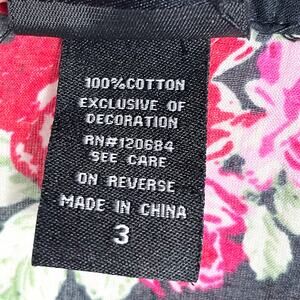 100%COTTON
EXCLUSIVE OF
DECORATION
RN#120684
SEE CARE
ON REVERSE
MADE IN CHINA
3